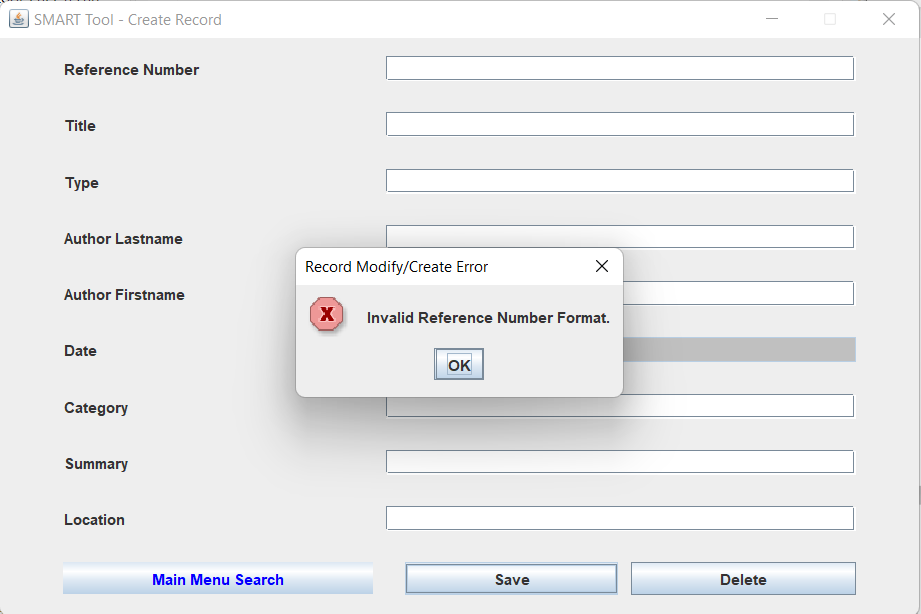 SMART Tool - Create Record
Reference Number
Title
Type
Author Lastname
Author Firstname
Date
Category
Summary
Location
Record Modify/Create Error
X
Invalid Reference Number Format.
OK
Main Menu Search
Save
Delete